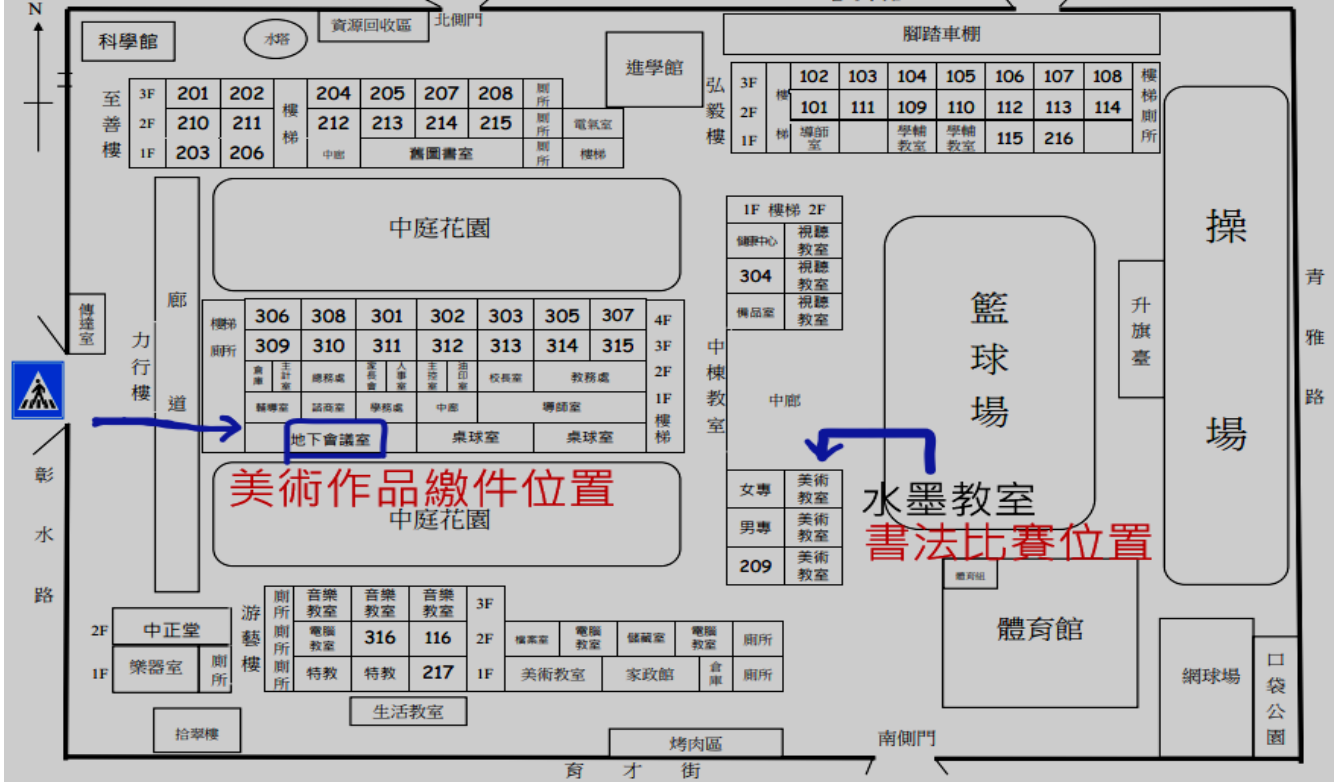 N
資源回收區
北側門
科學館
水塔
進學館
腳踏車棚
至善樓
3F 201 202 樓梯 204 205 207 208 廁所
2F 210 211 212 213 214 215 廁所 電氣室
1F 203 206 中廊 舊圖書室 廁所 樓梯
弘毅樓
3F 樓梯 102 103 104 105 106 107 108 樓梯廁所
2F 101 111 109 110 112 113 114
1F 導師室 學輔教室 學輔教室 115 216
中庭花園
1F 樓梯 2F
健康中心 視聽教室
304 視聽教室
備品室 視聽教室
操場
籃球場
升旗臺
青雅路
傳達室
廊道
力行樓
樓梯 306 308 301 302 303 305 307 4F
廁所 309 310 311 312 313 314 315 3F
倉庫 主計室 總務處 家長會 人事室 主控室 油印室 校長室 教務處 2F
輔導室 諮商室 學務處 中廊 導師室 1F
地下會議室 桌球室 桌球室 樓梯
中棟教室
中廊
美術作品繳件位置
中庭花園
女專 美術教室
男專 美術教室
209 美術教室
水墨教室
書法比賽位置
彰水路
體育組
體育館
游藝樓
廁所 音樂教室 音樂教室 音樂教室 3F
廁所 電腦教室 316 116 2F 檔案室 電腦教室 儲藏室 電腦教室 廁所
廁所 特教 特教 217 1F 美術教室 家政館 倉庫 廁所
2F 中正堂
1F 樂器室 廁所
生活教室
拾翠樓
烤肉區
南側門
網球場
口袋公園
育才街